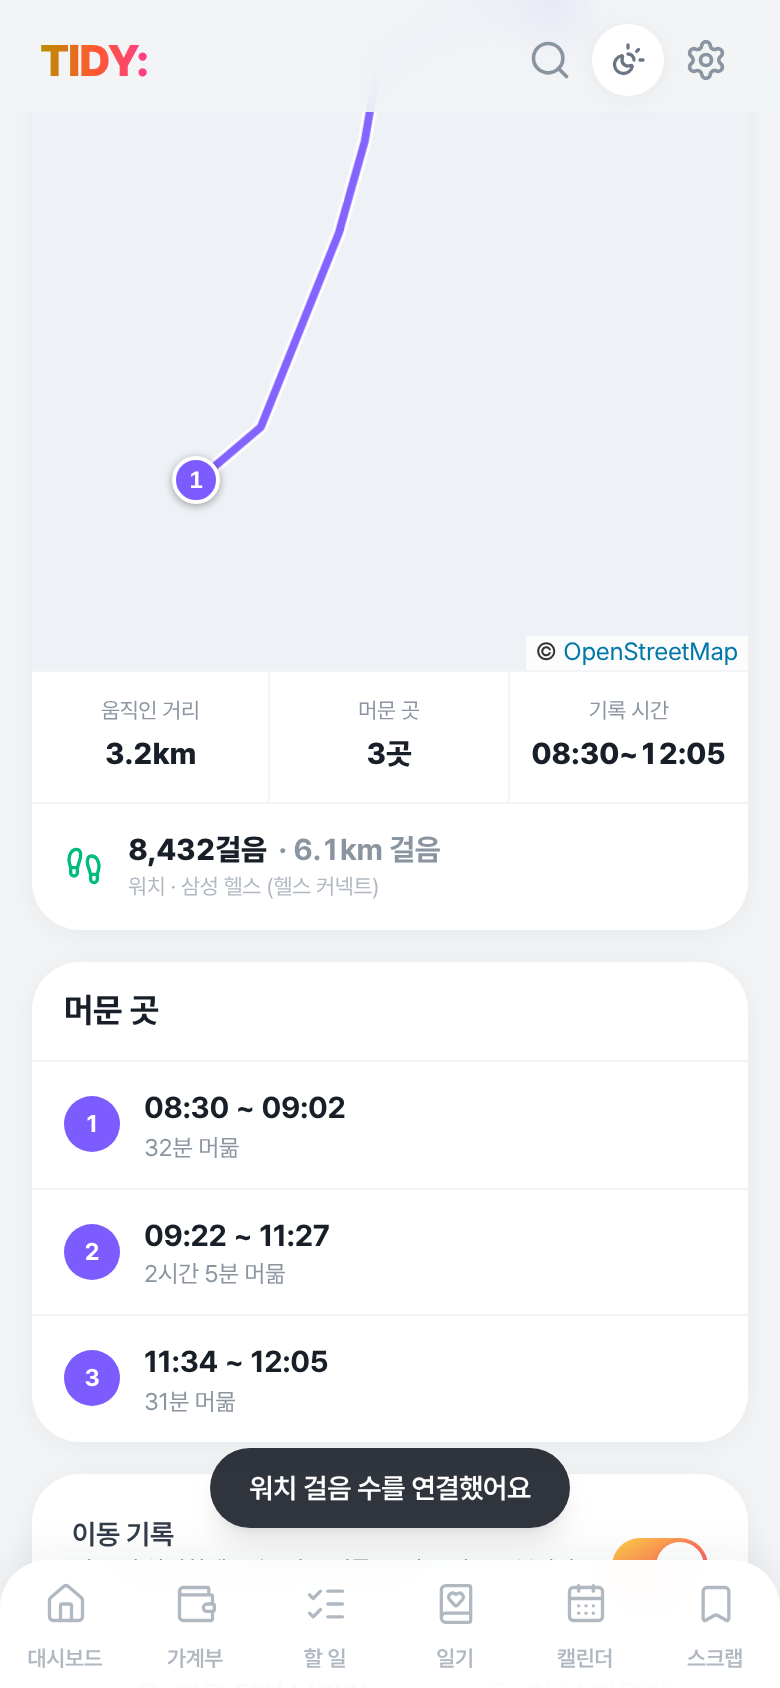 TIDY:
1
© OpenStreetMap
움직인 거리
머문 곳
기록 시간
3.2km
3곳
08:30~12:05
8,432걸음 · 6.1km 걸음
워치 · 삼성 헬스 (헬스 커넥트)
머문 곳
1
08:30 ~ 09:02
32분 머묾
2
09:22 ~ 11:27
2시간 5분 머묾
3
11:34 ~ 12:05
31분 머묾
워치 걸음 수를 연결했어요
이동 기록
대시보드
가계부
할 일
일기
캘린더
스크랩